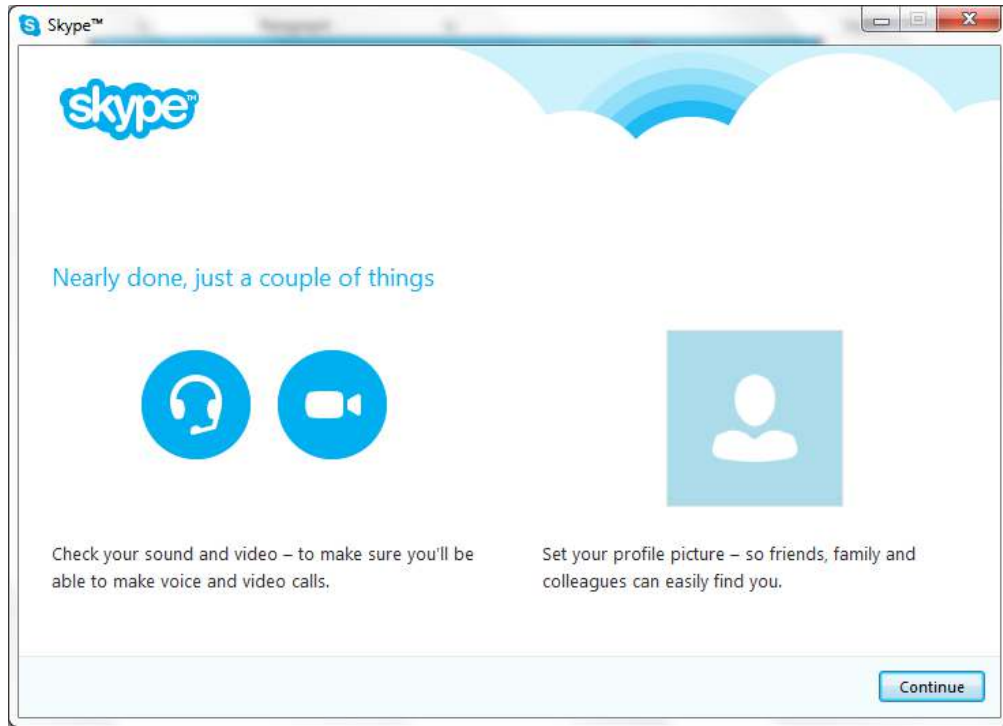 Skype™
skype™
Nearly done, just a couple of things
Check your sound and video – to make sure you'll be
able to make voice and video calls.
Set your profile picture – so friends, family and
colleagues can easily find you.
Continue